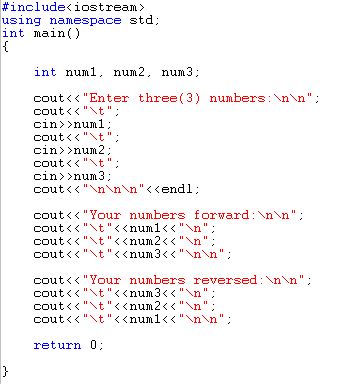 #include<iostream>
using namespace std;
int main()
{
int num1, num2, num3;
cout<<"Enter three(3) numbers:\n\n";
cout<<"\t";
cin>>num1;
cout<<"\t";
cin>>num2;
cout<<"\t";
cin>>num3;
cout<<"\n\n\n"<<endl;
cout<<"Your numbers forward:\n\n";
cout<<"\t"<<num1<<"\n";
cout<<"\t"<<num2<<"\n";
cout<<"\t"<<num3<<"\n\n";
cout<<"Your numbers reversed:\n\n";
cout<<"\t"<<num3<<"\n";
cout<<"\t"<<num2<<"\n";
cout<<"\t"<<num1<<"\n\n";
return 0;
}